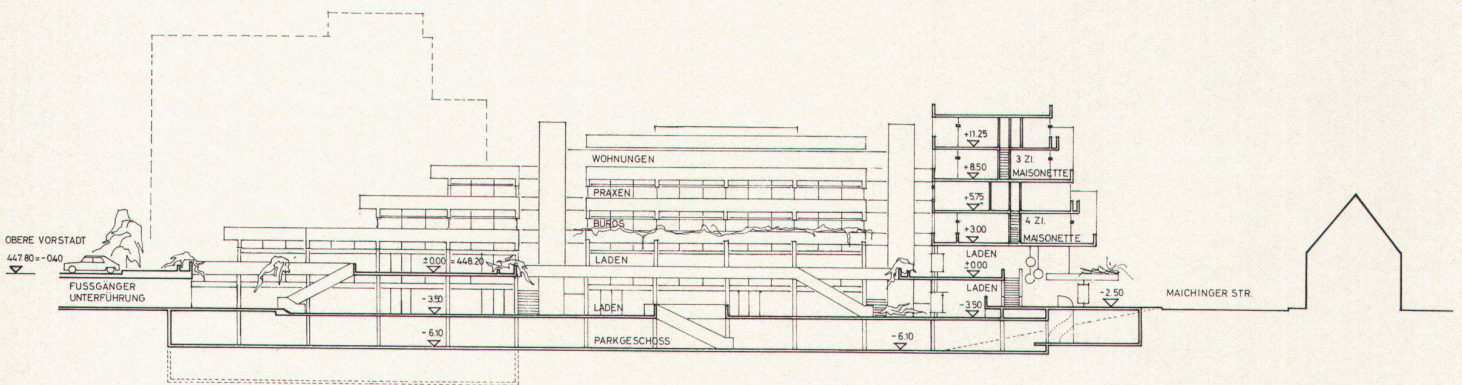 OBERE VORSTADT
447.80=-0.40
FUSSGÄNGER
UNTERFÜHRUNG
±0.00 = 448.20
-3.50
-6.10
WOHNUNGEN
PRAXEN
BÜROS
LADEN
LADEN
PARKGESCHOSS
-6.10
+11.25
+8.50
3 ZI.
MAISONETTE
+5.75
4 ZI.
+3.00
MAISONETTE
LADEN
±0.00
LADEN
-3.50
-2.50
MAICHINGER STR.